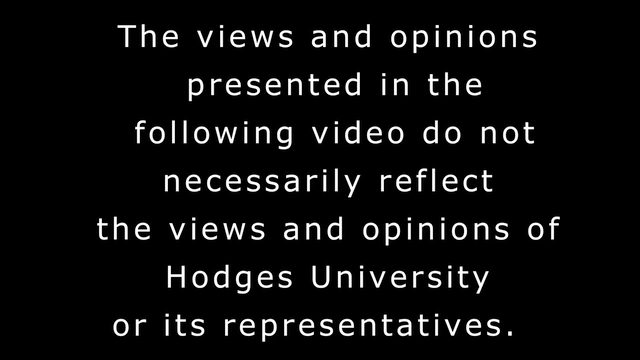 The views and opinions
presented in the
following video do not
necessarily reflect
the views and opinions of
Hodges University
or its representatives.